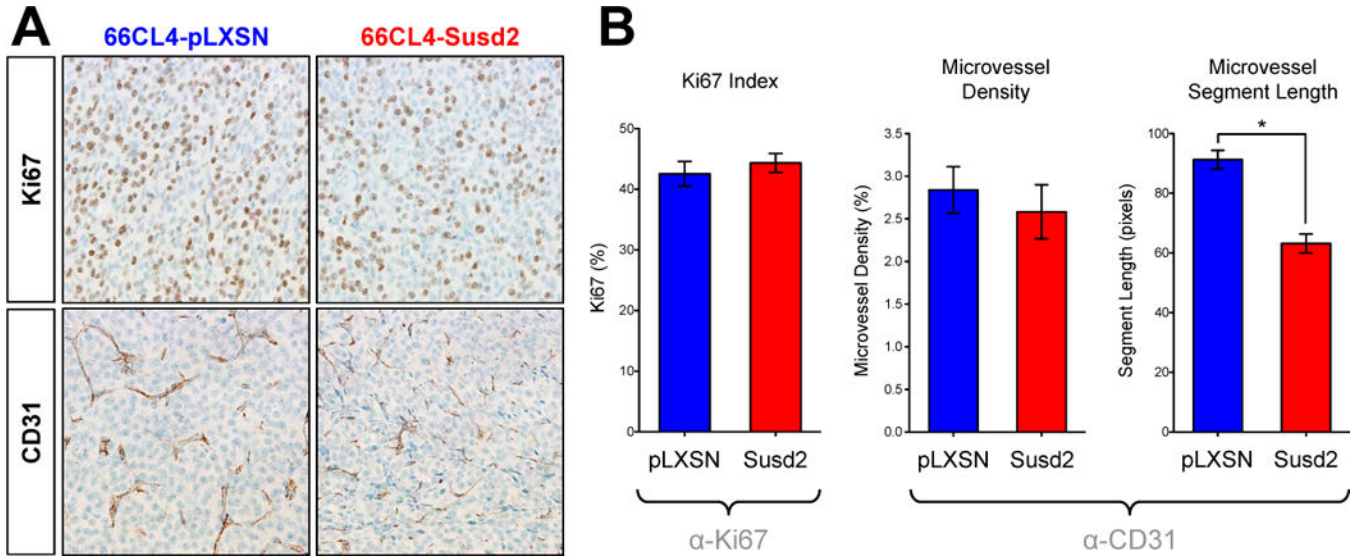 A
66CL4-pLXSN
66CL4-Susd2
Ki67
CD31
B
Ki67 Index
Ki67 (%)
50
40
30
20
10
0
pLXSN
Susd2
α-Ki67
Microvessel
Density
Microvessel Density (%)
3.5
3.0
2.5
2.0
1.5
1.0
0.5
0.0
pLXSN
Susd2
Microvessel
Segment Length
Segment Length (pixels)
100
80
60
40
20
0
*
pLXSN
Susd2
α-CD31